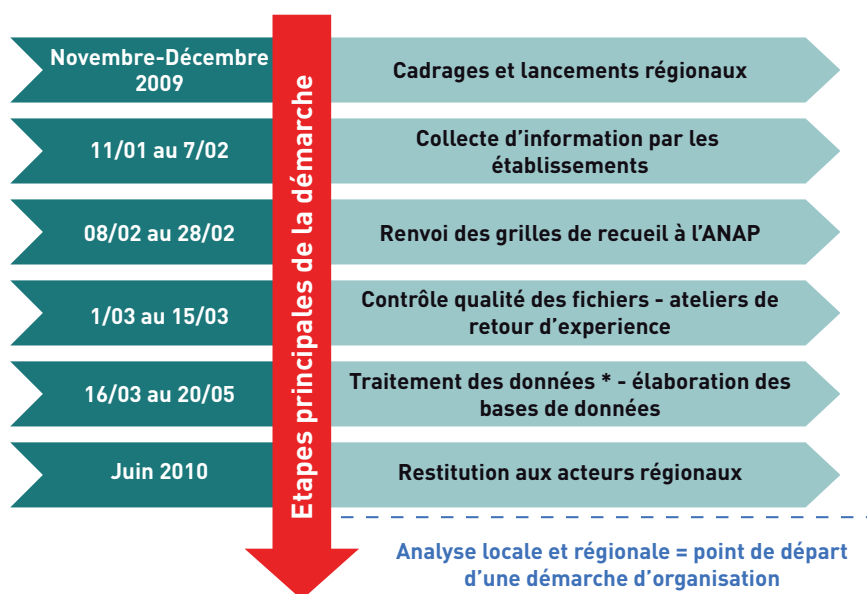 Novembre-Décembre
2009
Cadrages et lancements régionaux
11/01 au 7/02
Collecte d'information par les
établissements
08/02 au 28/02
Renvoi des grilles de recueil à l'ANAP
1/03 au 15/03
Contrôle qualité des fichiers - ateliers de
retour d'experience
16/03 au 20/05
Traitement des données * - élaboration des
bases de données
Juin 2010
Restitution aux acteurs régionaux
Etapes principales de la démarche
Analyse locale et régionale = point de départ
d'une démarche d'organisation